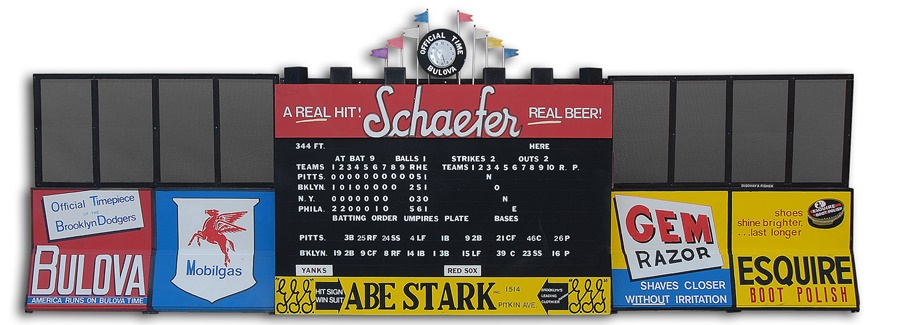 OFFICIAL TIME
BULOVA
A REAL HIT! Schaefer REAL BEER!
344 FT. HERE
AT BAT 9 BALLS 1 STRIKES 2 OUTS 2
TEAMS 1 2 3 4 5 6 7 8 9 R H E TEAMS 1 2 3 4 5 6 7 8 9 10 R. P.
PITTS. 0 0 0 0 0 0 0 0 0 0 5 1 N
BKLYN. 1 0 1 0 0 0 0 0 2 5 1 O
N.Y. 0 0 0 0 0 0 3 0 N
PHILA. 2 2 0 0 0 1 0 5 6 1 E
BATTING ORDER UMPIRES PLATE BASES
PITTS. 3B 25 RF 24 SS 4 LF 1B 9 2B 21 CF 46 C 26 P
B'KLYN. 19 2B 9 CF 8 RF 14 1B 1 3B 15 LF 39 C 23 SS 16 P
YANKS RED SOX
HIT SIGN
WIN SUIT
ABE STARK
INC. 1514
PITKIN AVE.
BROOKLYN'S
LEADING
CLOTHIER
Official Timepiece
OF THE
Brooklyn Dodgers
BULOVA
AMERICA RUNS ON BULOVA TIME
Mobilgas
GEM
RAZOR
SHAVES CLOSER
WITHOUT IRRITATION
shoes
shine brighter.
...last longer
ESQUIRE
BOOT POLISH
ESQUIRE
BOOT POLISH